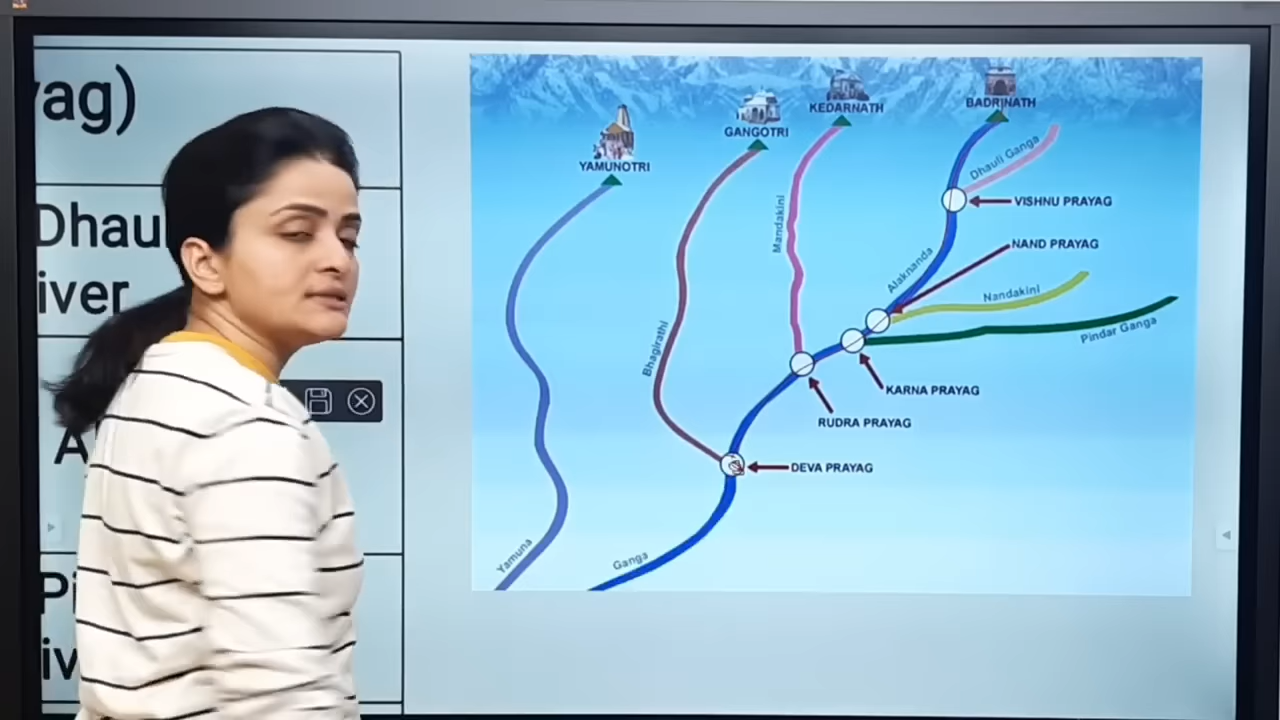 yag)
Dhau
iver
A
Pi
iv
YAMUNOTRI
GANGOTRI
KEDARNATH
BADRINATH
Dhauli Ganga
VISHNU PRAYAG
NAND PRAYAG
Mandakini
Alaknanda
Nandakini
Pindar Ganga
Bhagirathi
KARNA PRAYAG
RUDRA PRAYAG
DEVA PRAYAG
Yamuna
Ganga